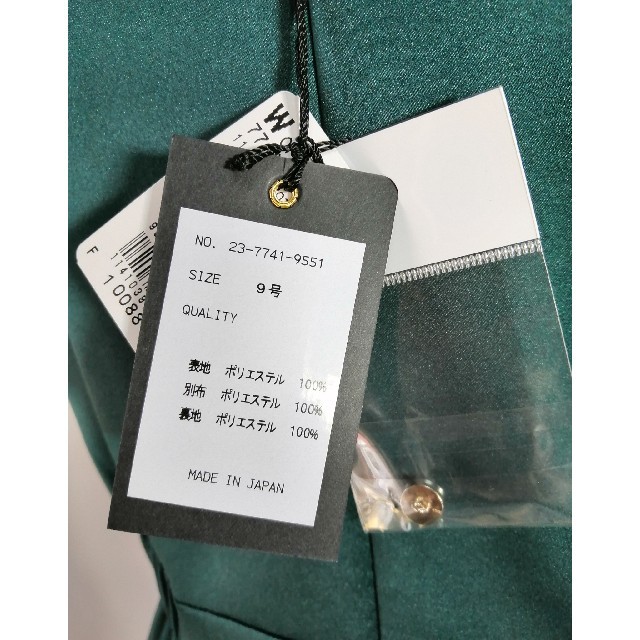 NO. 23-7741-9551
SIZE 9号
QUALITY
表地 ポリエステル 100%
別布 ポリエステル 100%
裏地 ポリエステル 100%
MADE IN JAPAN
W
F